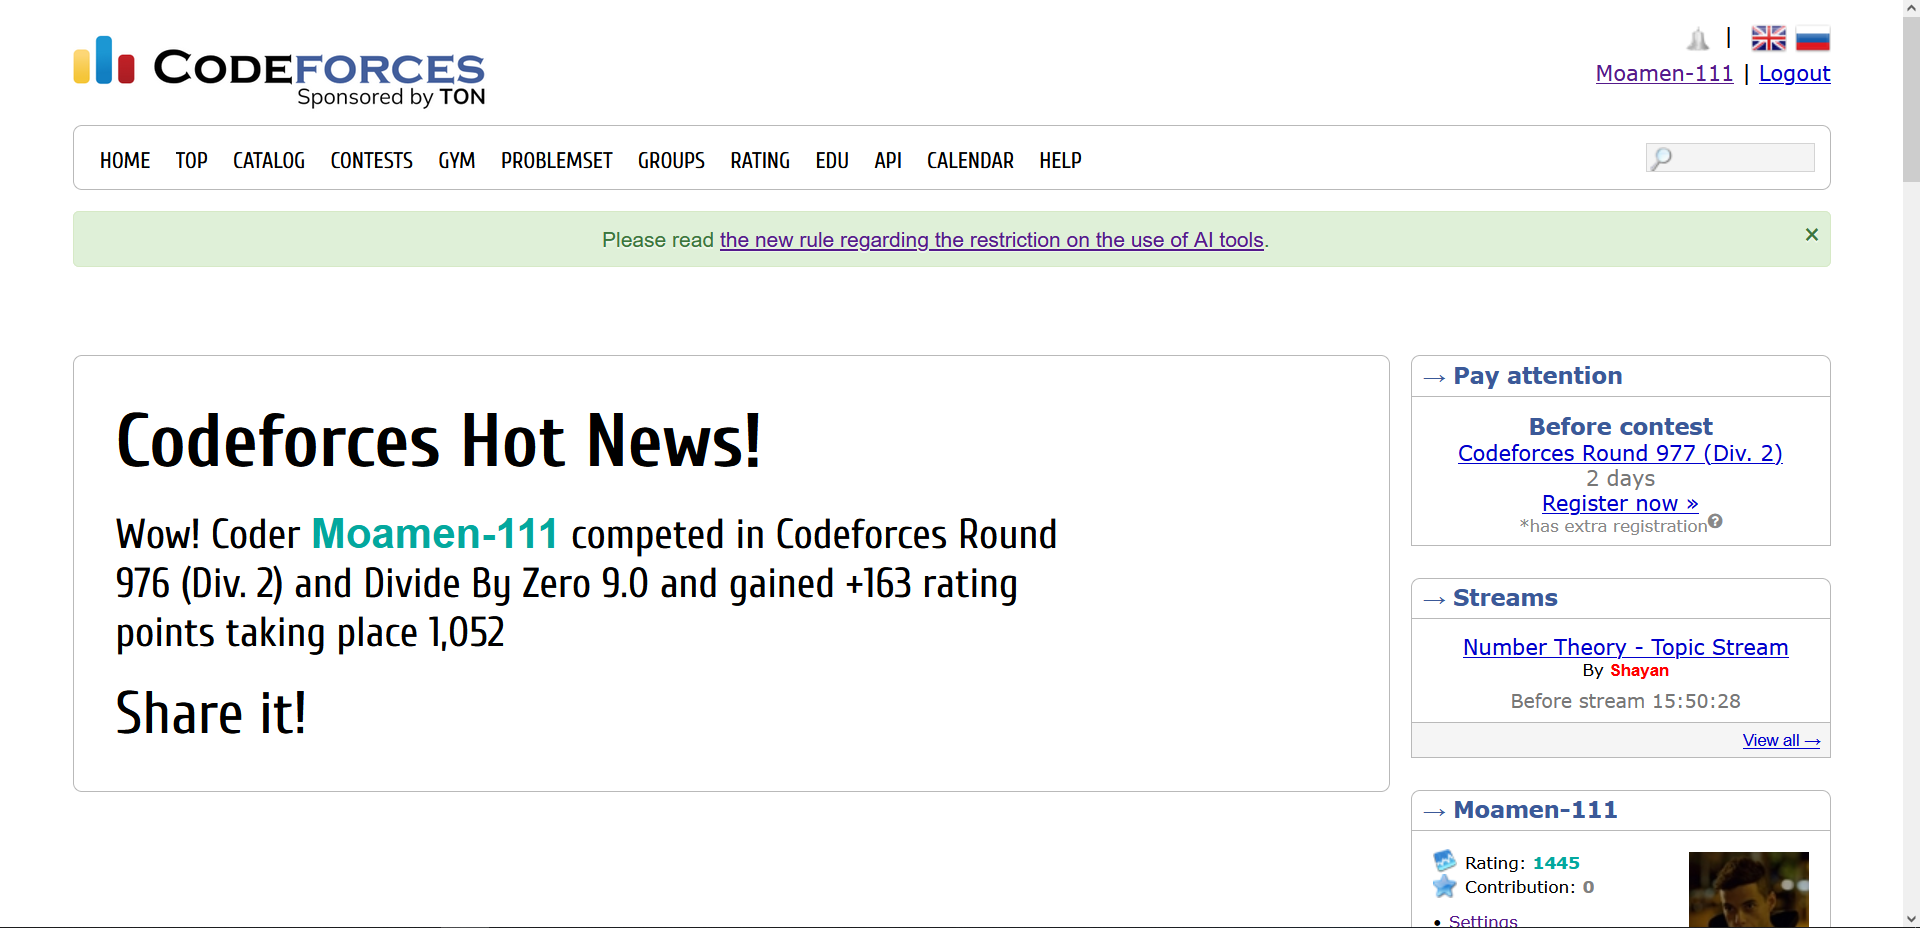 CODEFORCES
Sponsored by TON
|
Moamen-111 | Logout
HOME TOP CATALOG CONTESTS GYM PROBLEMSET GROUPS RATING EDU API CALENDAR HELP
Please read the new rule regarding the restriction on the use of AI tools.
×
Codeforces Hot News!
Wow! Coder Moamen-111 competed in Codeforces Round
976 (Div. 2) and Divide By Zero 9.0 and gained +163 rating
points taking place 1,052
Share it!
→ Pay attention
Before contest
Codeforces Round 977 (Div. 2)
2 days
Register now »
*has extra registration?
→ Streams
Number Theory - Topic Stream
By Shayan
Before stream 15:50:28
View all →
→ Moamen-111
Rating: 1445
Contribution: 0
• Settings